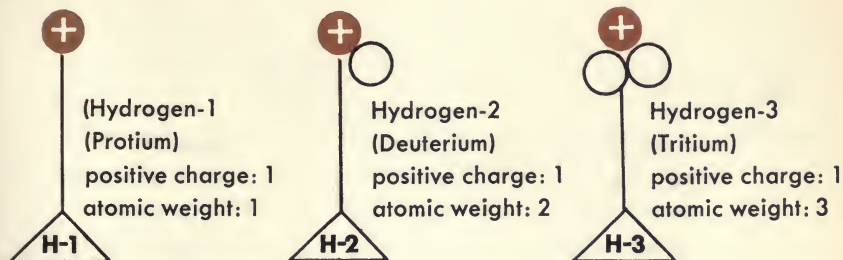 +
(Hydrogen-1
(Protium)
positive charge: 1
atomic weight: 1
H-1
+
Hydrogen-2
(Deuterium)
positive charge: 1
atomic weight: 2
H-2
+
Hydrogen-3
(Tritium)
positive charge: 1
atomic weight: 3
H-3